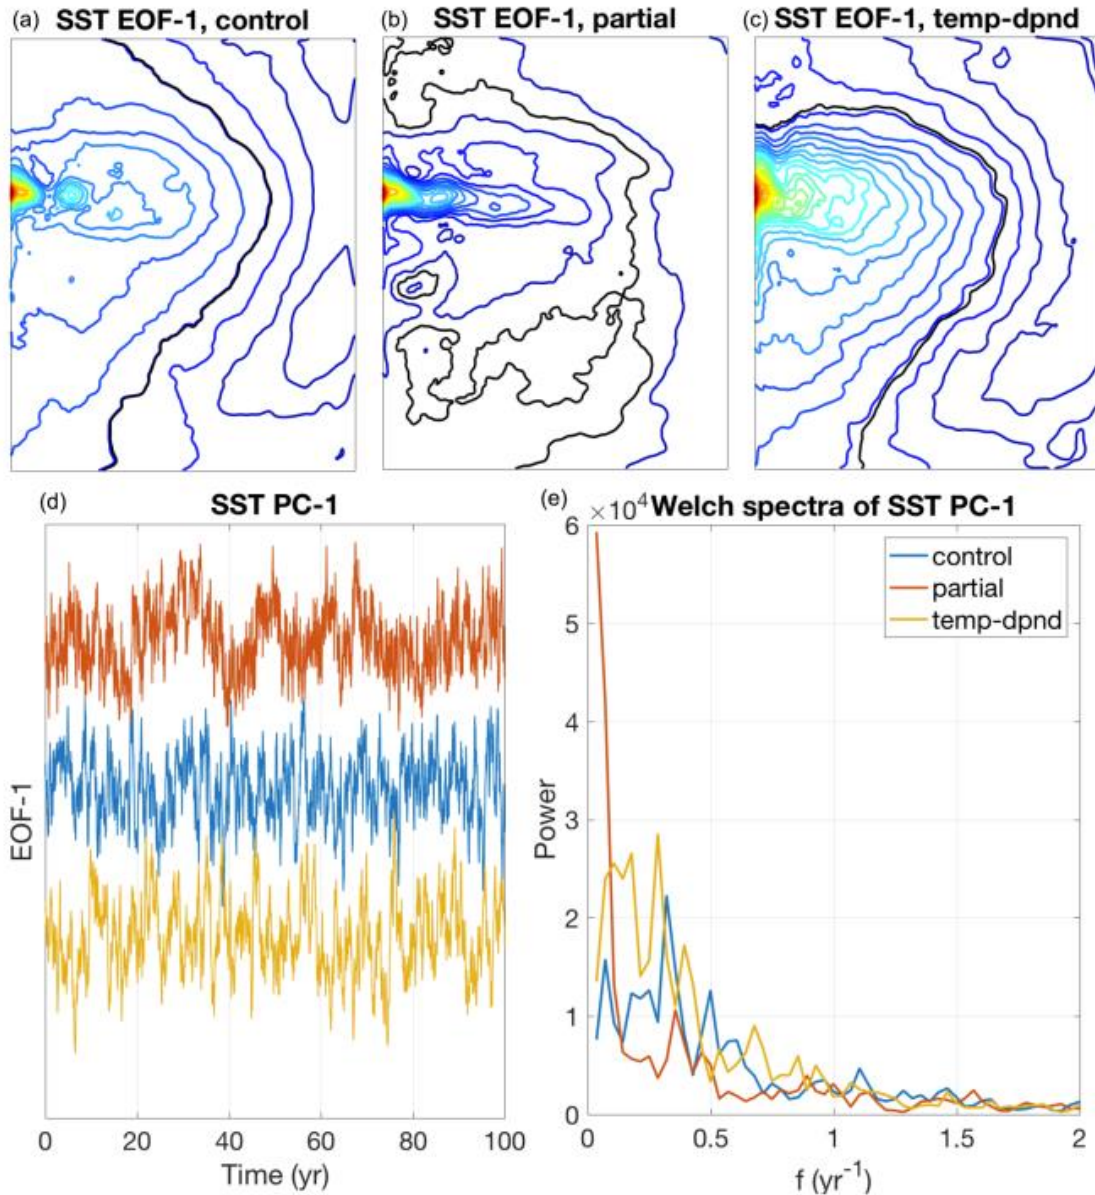 (a) SST EOF-1, control
(b) SST EOF-1, partial
(c) SST EOF-1, temp-dpnd
(d) SST PC-1
EOF-1
0 20 40 60 80 100
Time (yr)
(e) ×10⁴ Welch spectra of SST PC-1
control
partial
temp-dpnd
Power
6
5
4
3
2
1
0
0 0.5 1 1.5 2
f (yr⁻¹)